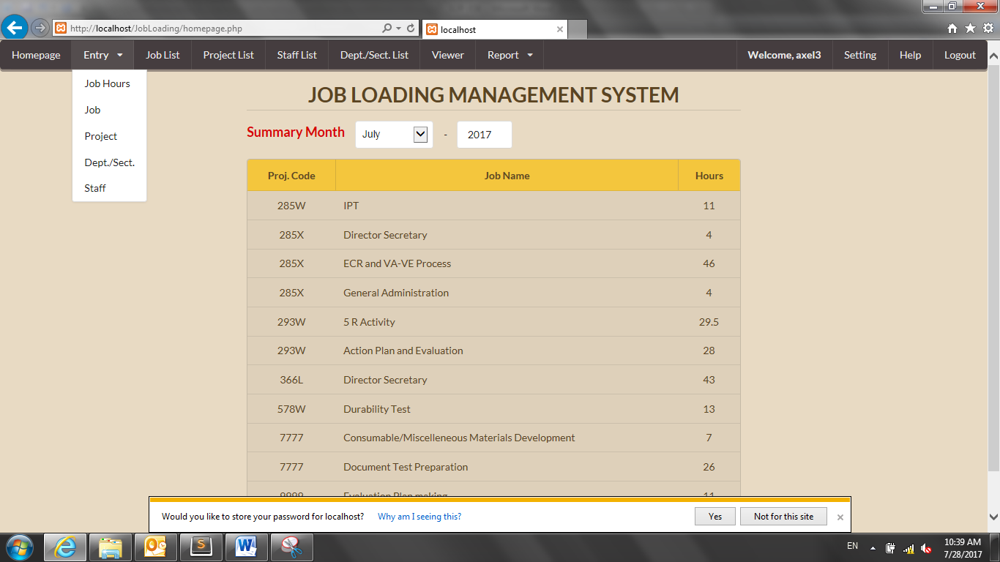 http://localhost/JobLoading/homepage.php
localhost
Homepage Entry Job List Project List Staff List Dept./Sect. List Viewer Report Welcome, axel3 Setting Help Logout
Job Hours
Job
Project
Dept./Sect.
Staff
JOB LOADING MANAGEMENT SYSTEM
Summary Month July - 2017
Proj. Code Job Name Hours
285W IPT 11
285X Director Secretary 4
285X ECR and VA-VE Process 46
285X General Administration 4
293W 5 R Activity 29.5
293W Action Plan and Evaluation 28
366L Director Secretary 43
578W Durability Test 13
7777 Consumable/Miscelleneous Materials Development 7
7777 Document Test Preparation 26
9999 Evaluation Plan making 11
Would you like to store your password for localhost? Why am I seeing this? Yes Not for this site
EN 10:39 AM
7/28/2017